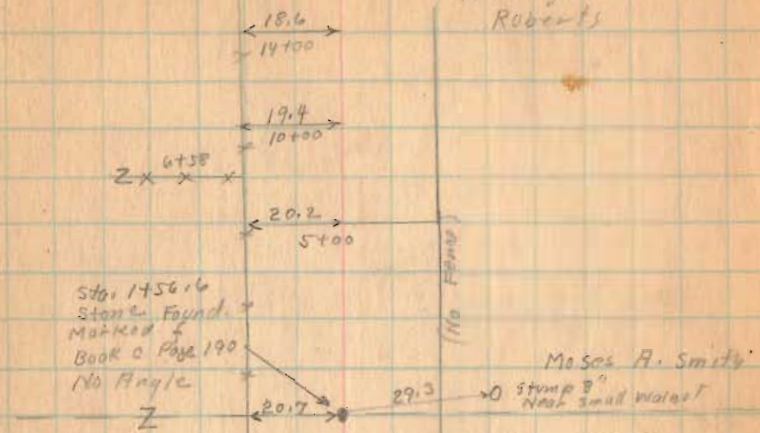 18.6
Roberts
14+00
19.4
10+00
6+58
Z
20.2
5+00
(No Fence)
Sta. 1+56.6
Stone Found.
Marked f
Book C Page 190
No Angle
Moses A. Smith
29.3
Stump 8"
Near Small Walnut
20.7
Z